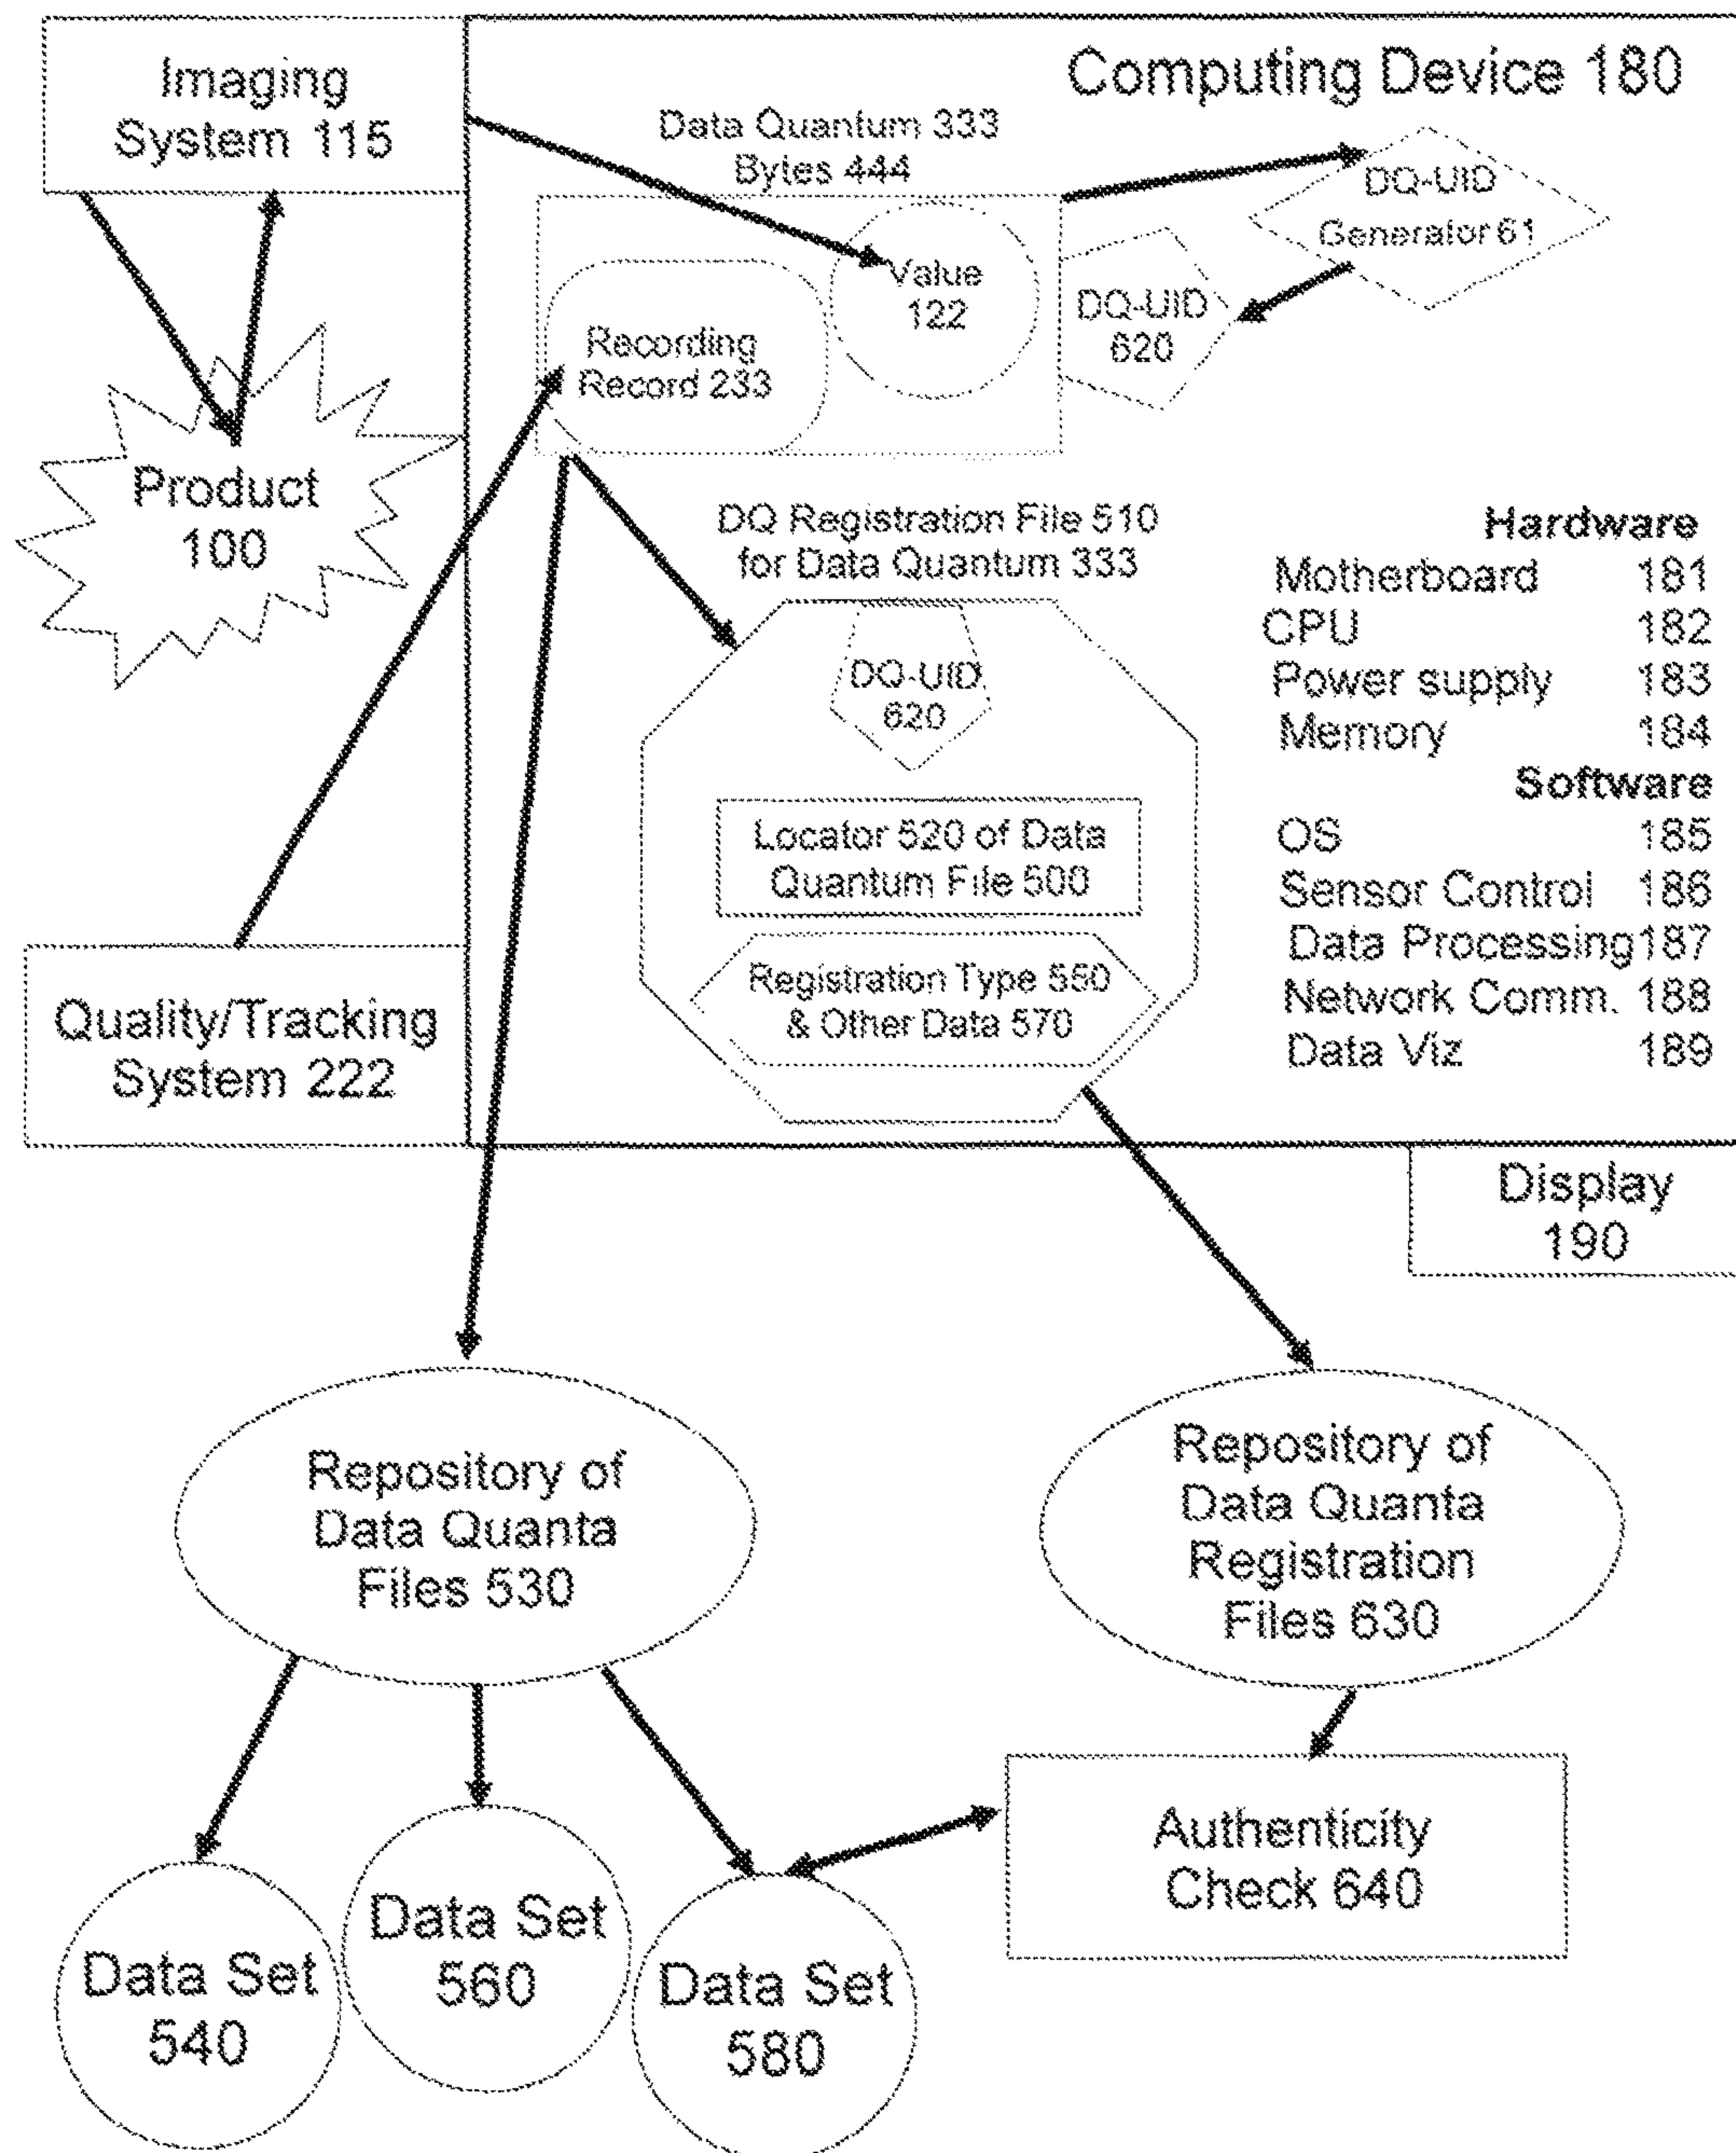 Imaging
System 115
Computing Device 180
Data Quantum 333
Bytes 444
DQ-UID
Generator 61
Value
122
DQ-UID
620
Recording
Record 233
Product
100
DQ Registration File 510
for Data Quantum 333
DQ-UID
620
Locator 520 of Data
Quantum File 500
Registration Type 550
& Other Data 570
Hardware
Motherboard 181
CPU 182
Power supply 183
Memory 184
Software
OS 185
Sensor Control 186
Data Processing 187
Network Comm. 188
Data Viz 189
Quality/Tracking
System 222
Display
190
Repository of
Data Quanta
Files 530
Repository of
Data Quanta
Registration
Files 630
Authenticity
Check 640
Data Set
540
Data Set
560
Data Set
580